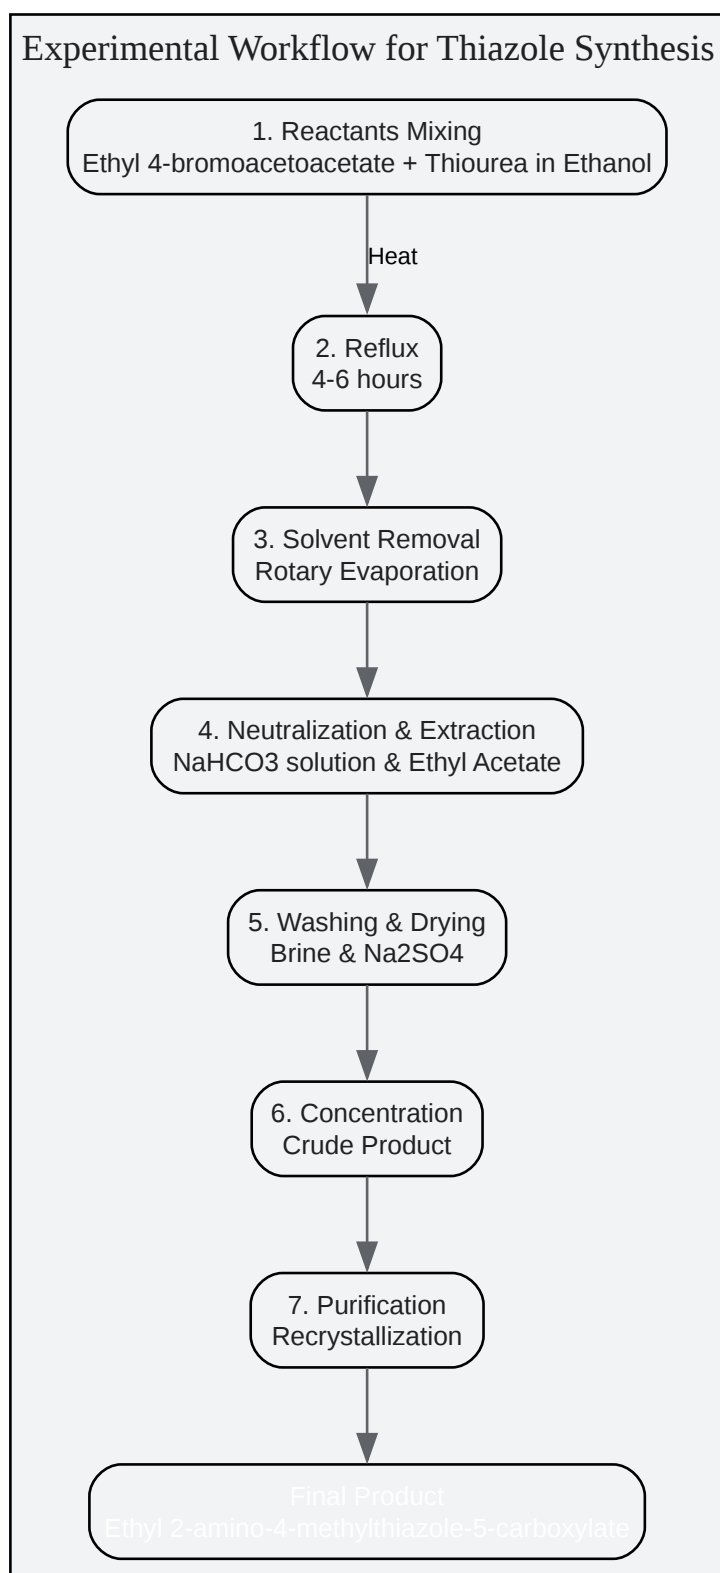 Experimental Workflow for Thiazole Synthesis
1. Reactants Mixing
Ethyl 4-bromoacetoacetate + Thiourea in Ethanol
Heat
2. Reflux
4-6 hours
3. Solvent Removal
Rotary Evaporation
4. Neutralization & Extraction
NaHCO3 solution & Ethyl Acetate
5. Washing & Drying
Brine & Na2SO4
6. Concentration
Crude Product
7. Purification
Recrystallization
Final Product
Ethyl 2-amino-4-methylthiazole-5-carboxylate